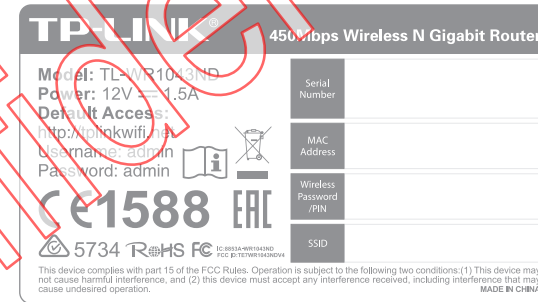 TP-LINK®
450Mbps Wireless N Gigabit Router
Model: TL-WR1043ND
Power: 12V ⎓ 1.5A
Default Access:
http://tplinkwifi.net
Username: admin
Password: admin
Serial
Number
MAC
Address
Wireless
Password
/PIN
SSID
CE1588 EAC
5734 RoHS FC IC:8853A-WR1043ND
FCC ID:TE7WR1043NDV4
This device complies with part 15 of the FCC Rules. Operation is subject to the following two conditions:(1) This device may
not cause harmful interference, and (2) this device must accept any interference received, including interference that may
cause undesired operation.
MADE IN CHINA